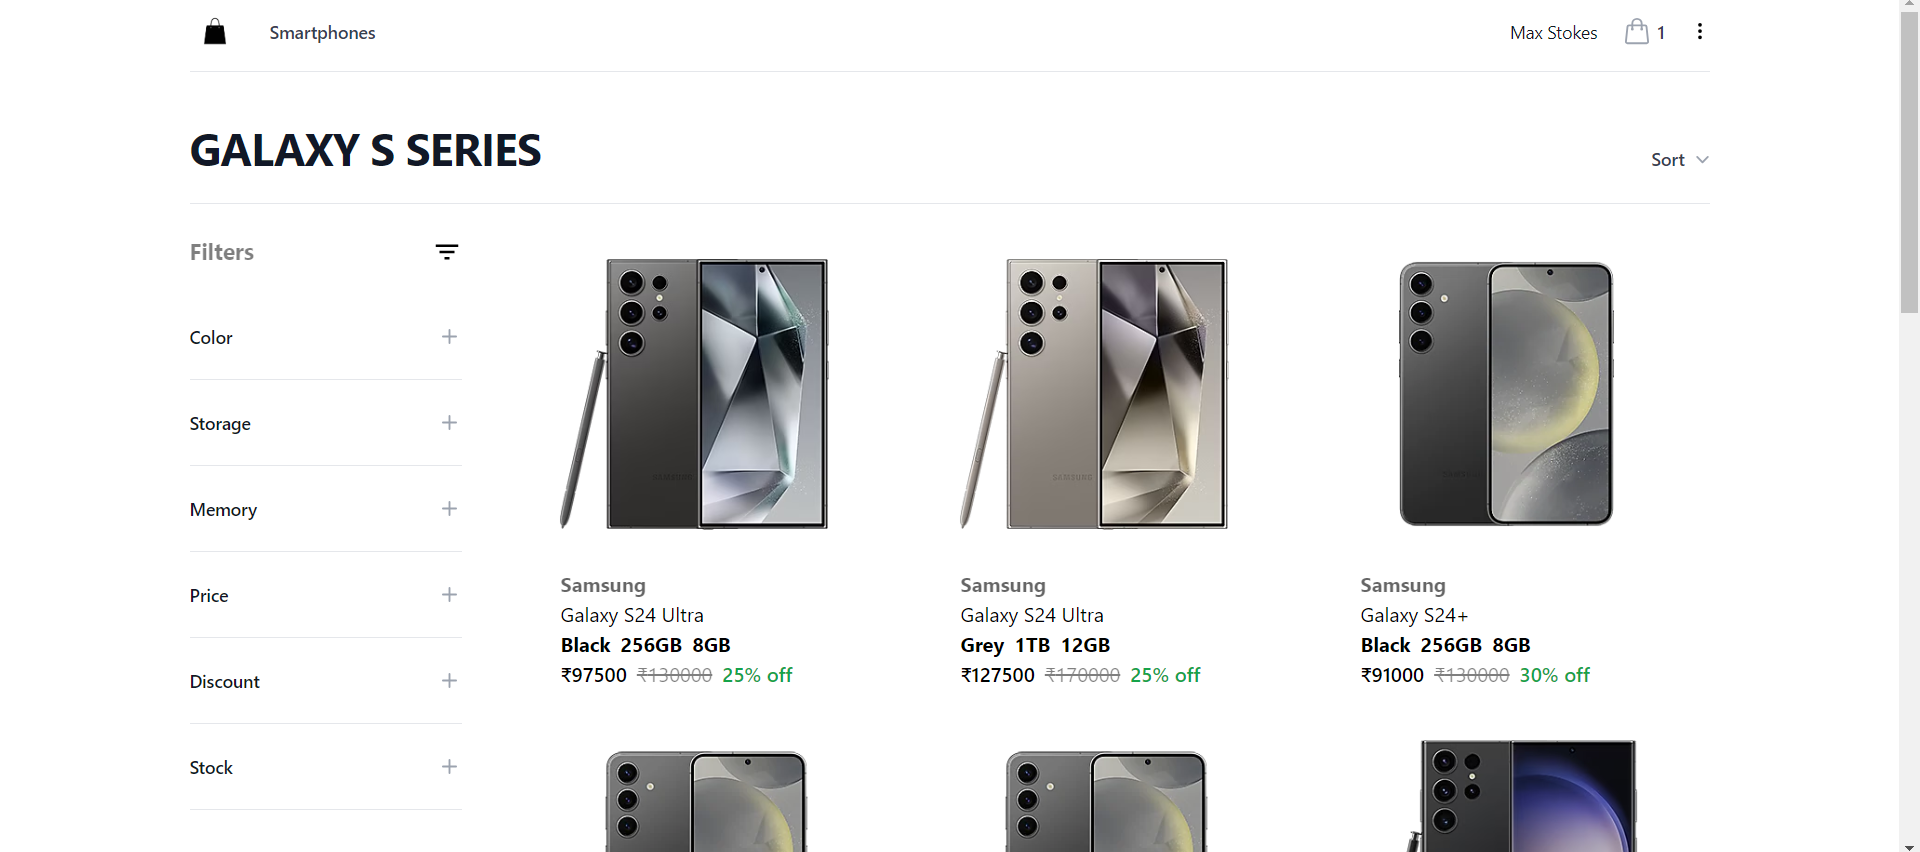 Smartphones
Max Stokes
1
GALAXY S SERIES
Sort
Filters
Color
Storage
Memory
Price
Discount
Stock
SAMSUNG
SAMSUNG
Samsung
Galaxy S24 Ultra
Black 256GB 8GB
₹97500 ₹130000 25% off
Samsung
Galaxy S24 Ultra
Grey 1TB 12GB
₹127500 ₹170000 25% off
Samsung
Galaxy S24+
Black 256GB 8GB
₹91000 ₹130000 30% off